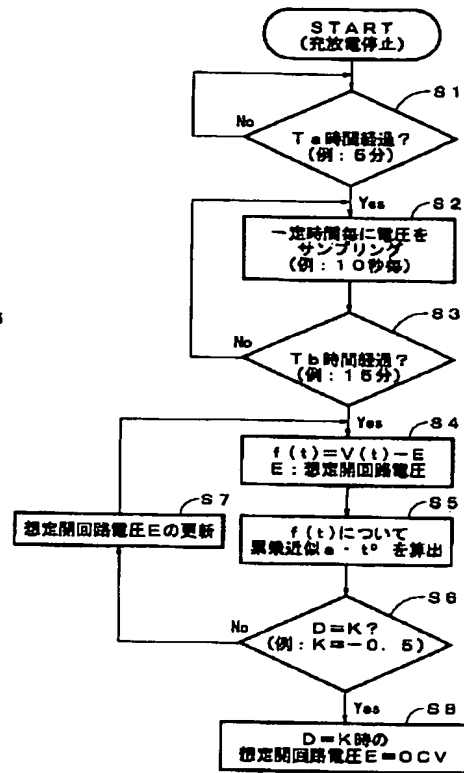 START
(充放電停止)
S1
No
Ta時間経過?
(例:5分)
Yes
S2
一定時間毎に電圧を
サンプリング
(例:10秒毎)
S3
No
Tb時間経過?
(例:15分)
Yes
S4
f(t)=V(t)-E
E:想定開回路電圧
S7
想定開回路電圧Eの更新
S5
f(t)について
累乗近似a・tᴰを算出
S6
No
D=K?
(例:K=-0.5)
Yes
S8
D=K時の
想定開回路電圧E=OCV